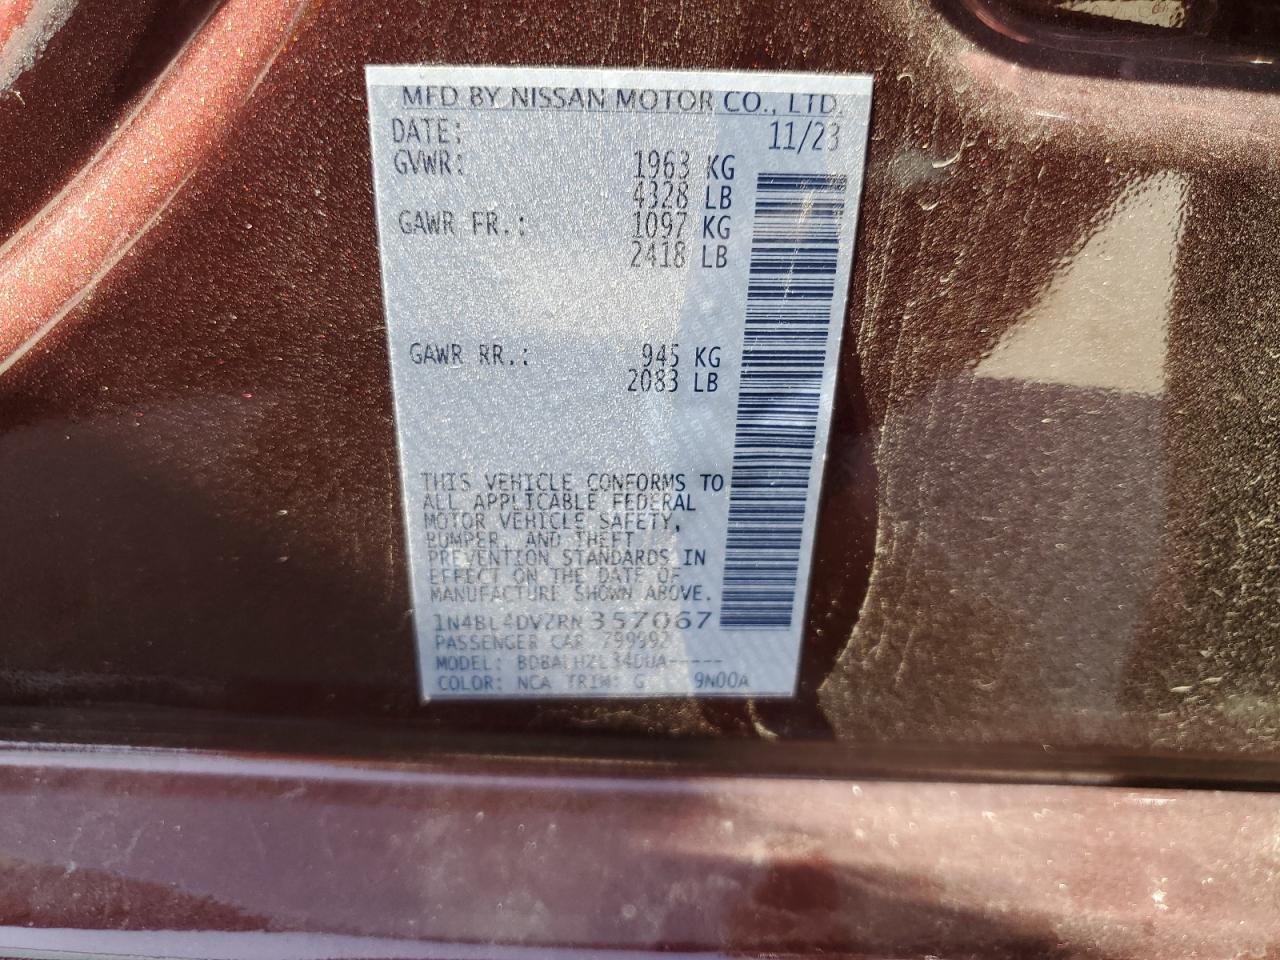 MFD BY NISSAN MOTOR CO., LTD.
DATE: 11/23
GVWR: 1963 KG
4328 LB
GAWR FR.: 1097 KG
2418 LB
GAWR RR.: 945 KG
2083 LB
THIS VEHICLE CONFORMS TO
ALL APPLICABLE FEDERAL
MOTOR VEHICLE SAFETY,
BUMPER, AND THEFT
PREVENTION STANDARDS IN
EFFECT ON THE DATE OF
MANUFACTURE SHOWN ABOVE.
PASSENGER CAR
MODEL:
COLOR: NCA TRIM: G 9N00A